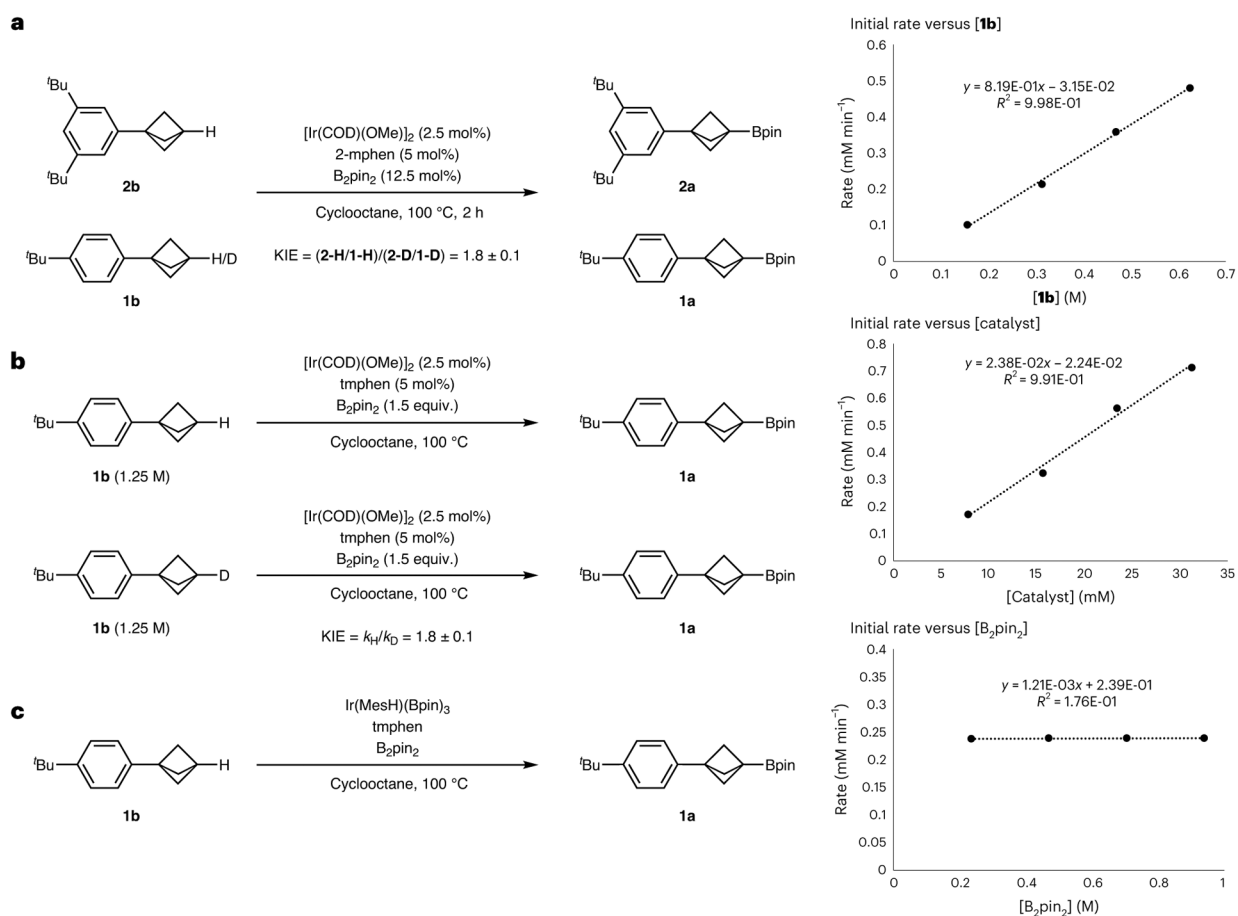 a
ᵗBu
H
ᵗBu
2b
ᵗBu
H/D
1b
[Ir(COD)(OMe)]₂ (2.5 mol%)
2-mphen (5 mol%)
B₂pin₂ (12.5 mol%)
Cyclooctane, 100 °C, 2 h
KIE = (2-H/1-H)/(2-D/1-D) = 1.8 ± 0.1
ᵗBu
Bpin
ᵗBu
2a
ᵗBu
Bpin
1a
b
ᵗBu
H
1b (1.25 M)
[Ir(COD)(OMe)]₂ (2.5 mol%)
tmphen (5 mol%)
B₂pin₂ (1.5 equiv.)
Cyclooctane, 100 °C
ᵗBu
Bpin
1a
ᵗBu
D
1b (1.25 M)
[Ir(COD)(OMe)]₂ (2.5 mol%)
tmphen (5 mol%)
B₂pin₂ (1.5 equiv.)
Cyclooctane, 100 °C
KIE = k_H/k_D = 1.8 ± 0.1
ᵗBu
Bpin
1a
c
ᵗBu
H
1b
Ir(MesH)(Bpin)₃
tmphen
B₂pin₂
Cyclooctane, 100 °C
ᵗBu
Bpin
1a
Initial rate versus [1b]
0.6
0.5
0.4
0.3
0.2
0.1
0
Rate (mM min⁻¹)
y = 8.19E-01x − 3.15E-02
R² = 9.98E-01
0 0.1 0.2 0.3 0.4 0.5 0.6 0.7
[1b] (M)
Initial rate versus [catalyst]
0.8
0.7
0.6
0.5
0.4
0.3
0.2
0.1
0
Rate (mM min⁻¹)
y = 2.38E-02x − 2.24E-02
R² = 9.91E-01
0 5 10 15 20 25 30 35
[Catalyst] (mM)
Initial rate versus [B₂pin₂]
0.4
0.35
0.3
0.25
0.2
0.15
0.1
0.05
0
Rate (mM min⁻¹)
y = 1.21E-03x + 2.39E-01
R² = 1.76E-01
0 0.2 0.4 0.6 0.8 1
[B₂pin₂] (M)